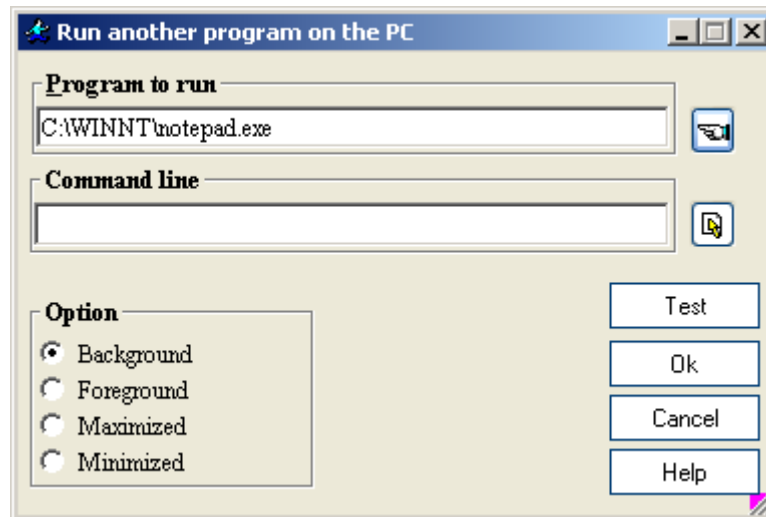 Run another program on the PC
Program to run
C:\WINNT\notepad.exe
Command line
Option
Background
Foreground
Maximized
Minimized
Test
Ok
Cancel
Help